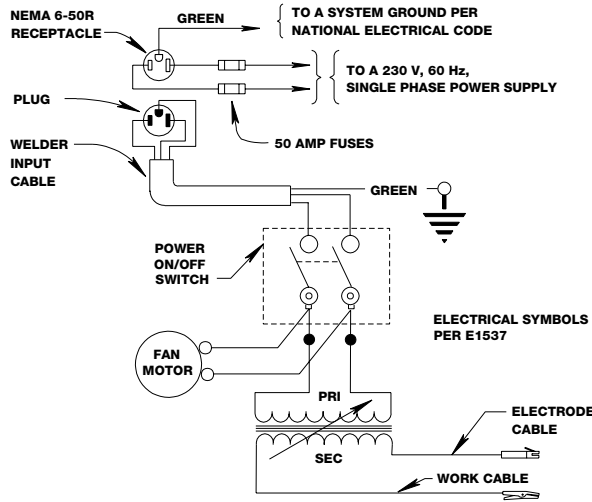 NEMA 6-50R
RECEPTACLE
GREEN
TO A SYSTEM GROUND PER
NATIONAL ELECTRICAL CODE
TO A 230 V, 60 Hz,
SINGLE PHASE POWER SUPPLY
PLUG
50 AMP FUSES
WELDER
INPUT
CABLE
GREEN
POWER
ON/OFF
SWITCH
ELECTRICAL SYMBOLS
PER E1537
FAN
MOTOR
PRI
SEC
ELECTRODE
CABLE
WORK CABLE